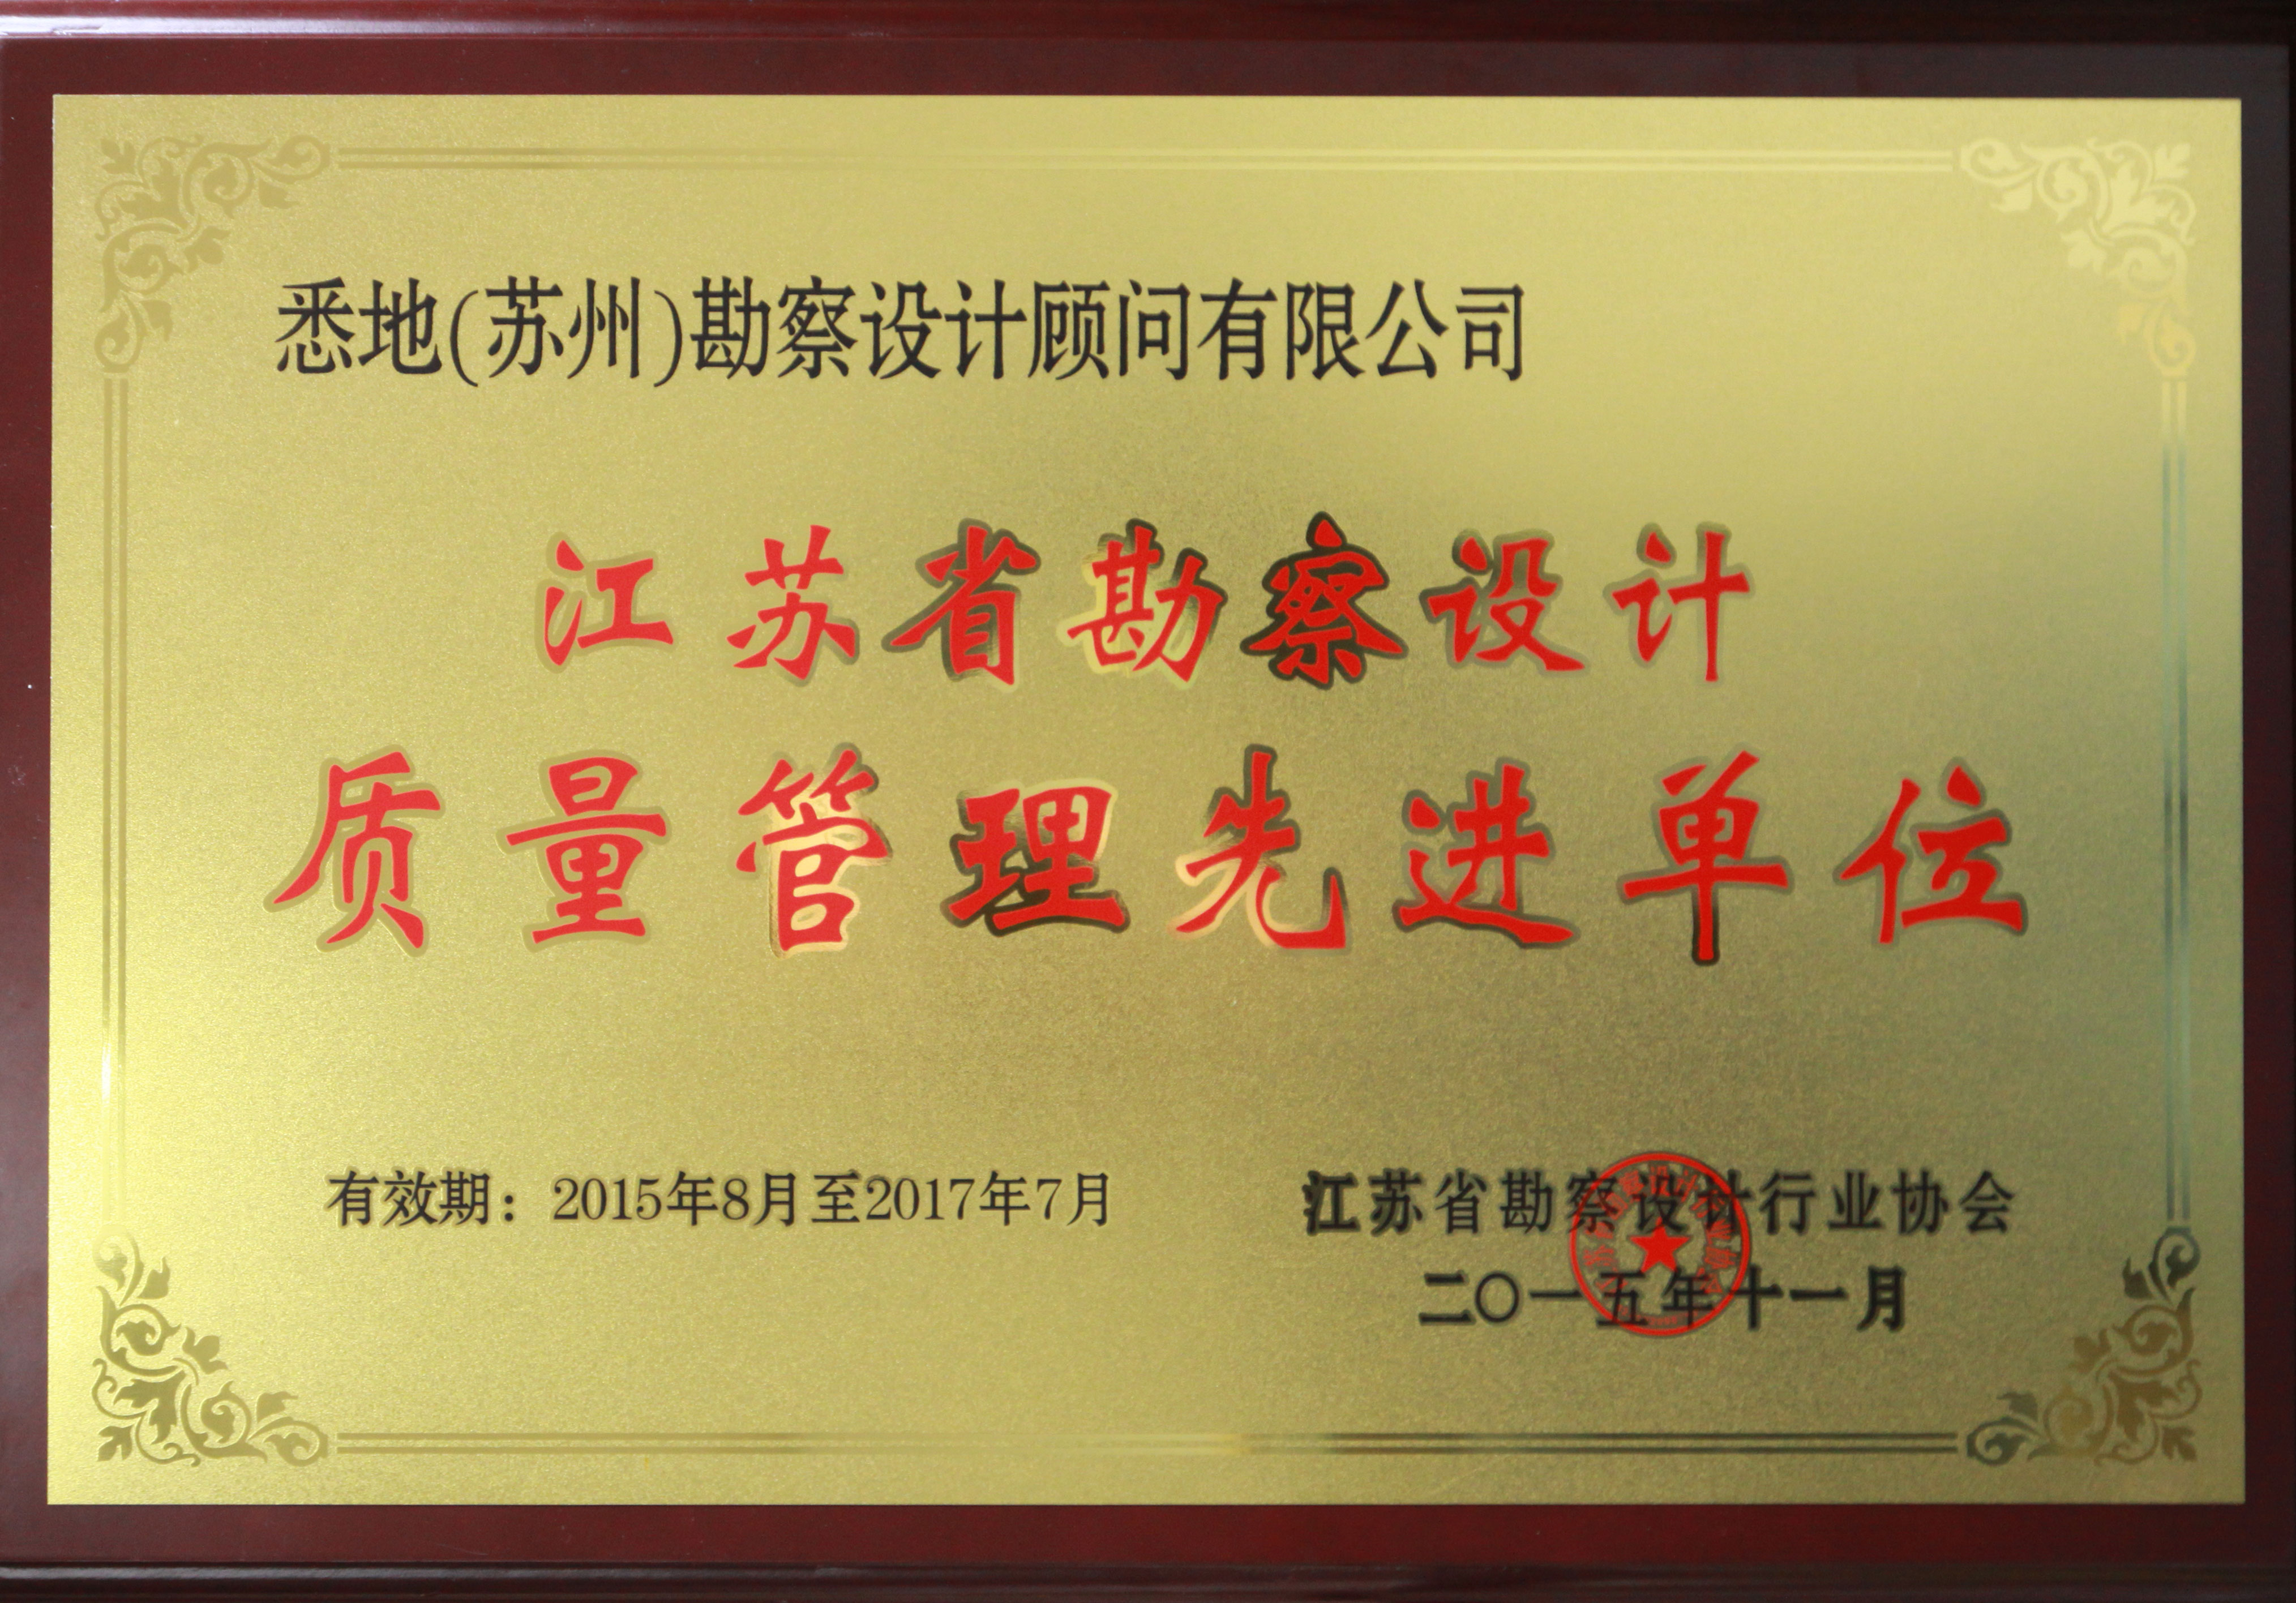 悉地(苏州)勘察设计顾问有限公司
江苏省勘察设计
质量管理先进单位
有效期：2015年8月至2017年7月
江苏省勘察设计行业协会
二〇一五年十一月